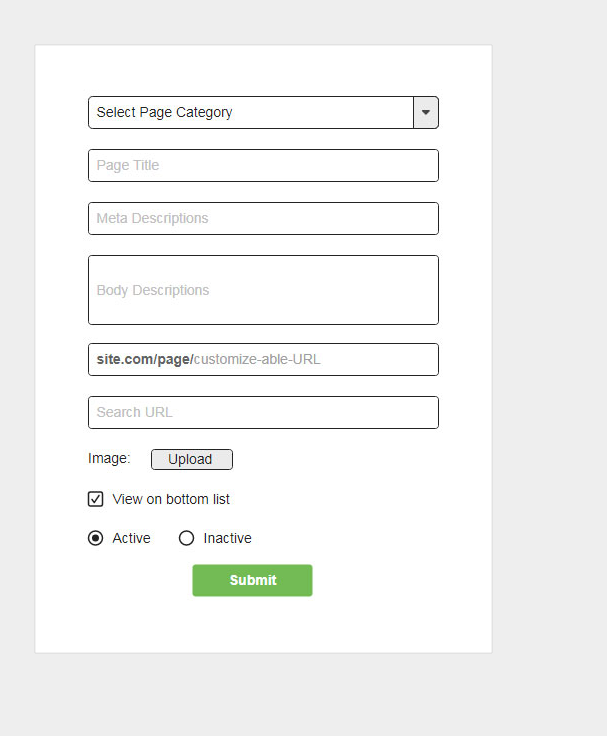 Select Page Category
Page Title
Meta Descriptions
Body Descriptions
site.com/page/customize-able-URL
Search URL
Image: Upload
View on bottom list
Active Inactive
Submit